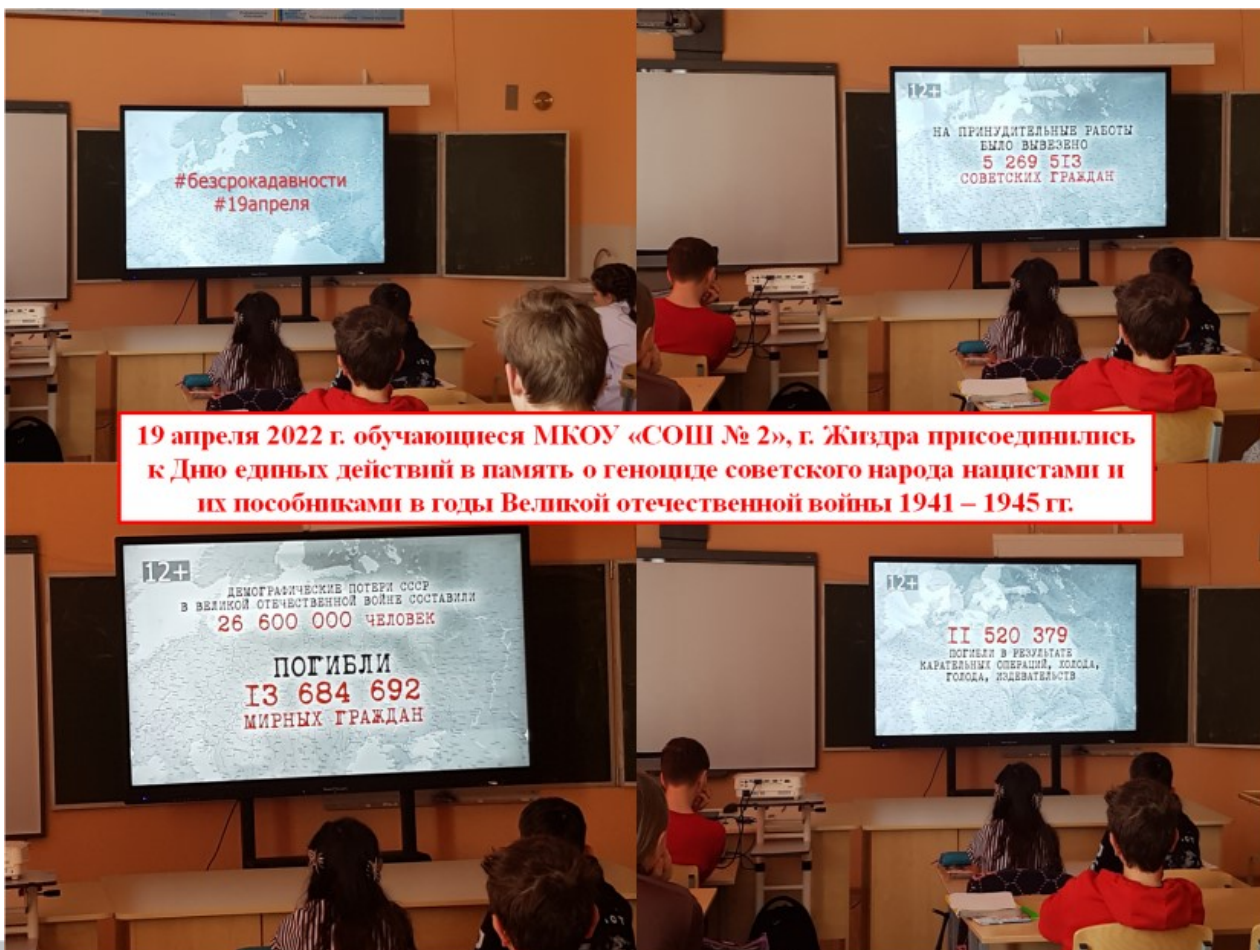 #безсрокадавности
#19апреля
12+
НА ПРИНУДИТЕЛЬНЫЕ РАБОТЫ
БЫЛО ВЫВЕЗЕНО
5 269 513
СОВЕТСКИХ ГРАЖДАН
19 апреля 2022 г. обучающиеся МКОУ «СОШ № 2», г. Жиздра присоединились
к Дню единых действий в память о геноциде советского народа нацистами и
их пособниками в годы Великой отечественной войны 1941 – 1945 гг.
12+
ДЕМОГРАФИЧЕСКИЕ ПОТЕРИ СССР
В ВЕЛИКОЙ ОТЕЧЕСТВЕННОЙ ВОЙНЕ СОСТАВИЛИ
26 600 000 ЧЕЛОВЕК
ПОГИБЛИ
13 684 692
МИРНЫХ ГРАЖДАН
12+
11 520 379
ПОГИБЛИ В РЕЗУЛЬТАТЕ
КАРАТЕЛЬНЫХ ОПЕРАЦИЙ, ХОЛОДА,
ГОЛОДА, ИЗДЕВАТЕЛЬСТВ